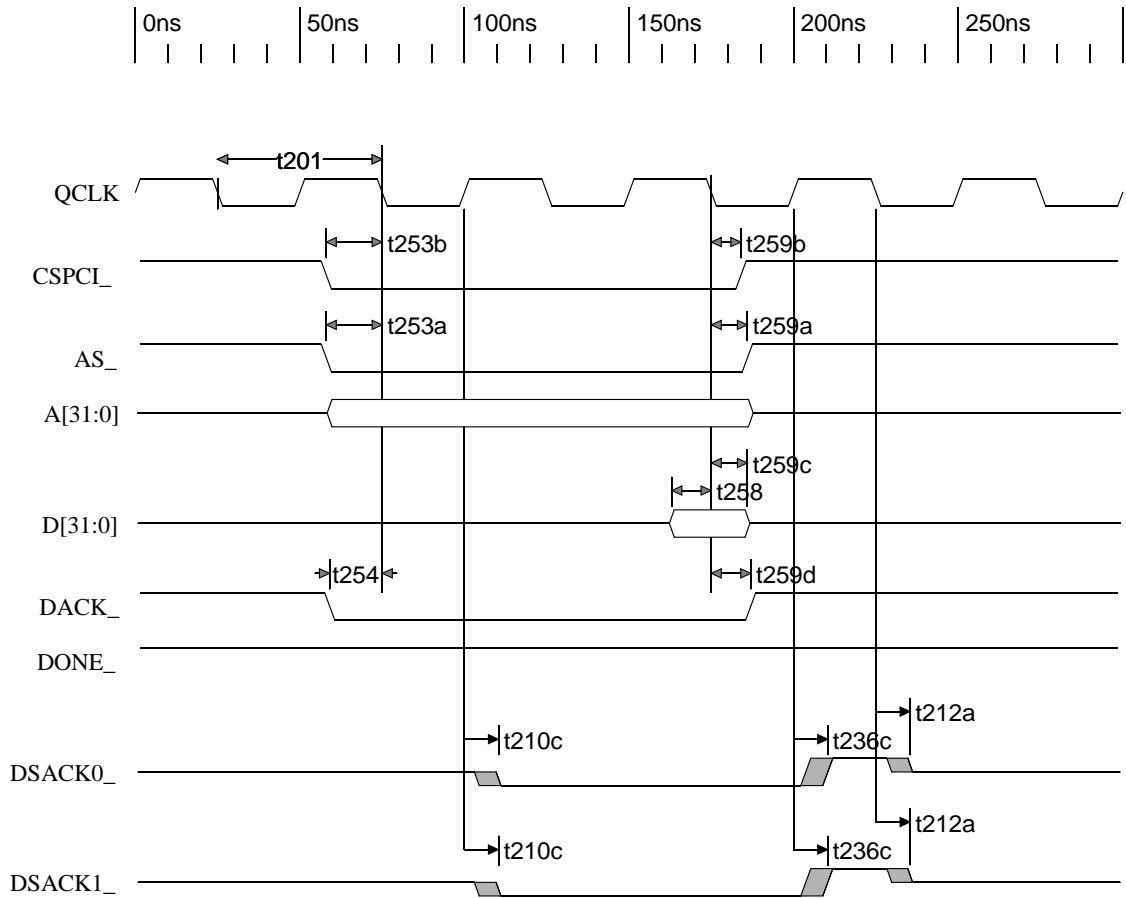 0ns 50ns 100ns 150ns 200ns 250ns
t201
QCLK
t253b t259b
CSPCI_
t253a t259a
AS_
A[31:0]
t259c
t258
D[31:0]
t254 t259d
DACK_
DONE_
t212a
t210c t236c
DSACK0_
t212a
t210c t236c
DSACK1_